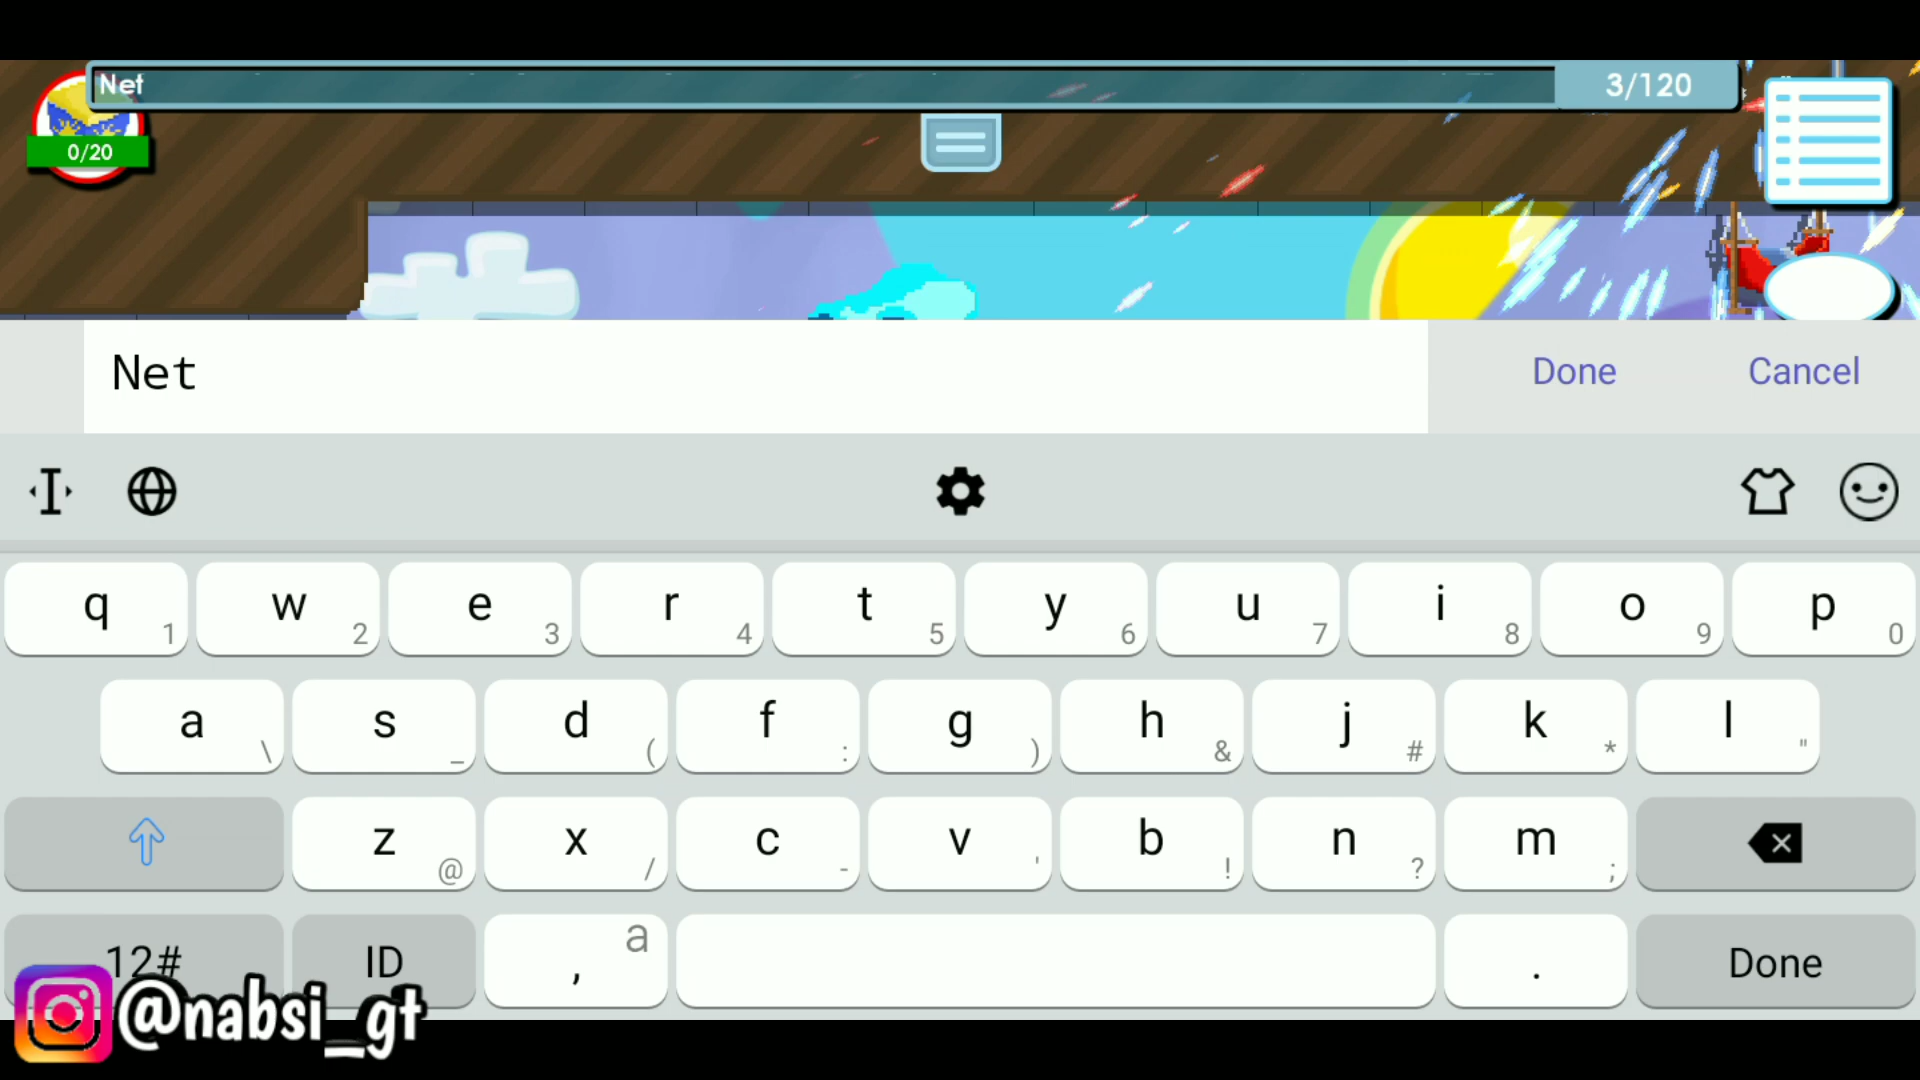 Net 3/120
0/20
Net Done Cancel
q 1 w 2 e 3 r 4 t 5 y 6 u 7 i 8 o 9 p 0
a \ s _ d ( f : g ) h & j # k * l "
z @ x / c - v ' b ! n ? m ;
12# ID , a . Done
@nabsi_gt